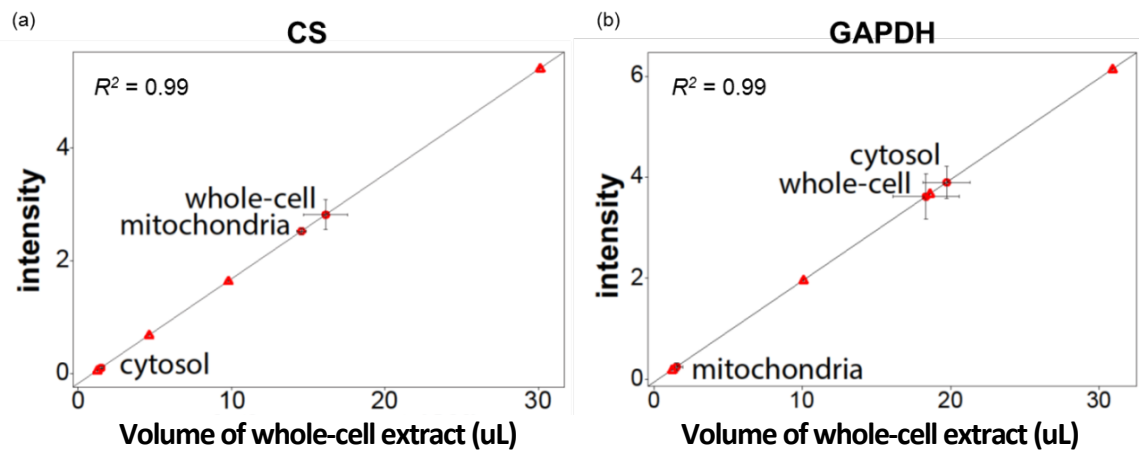 (a)
CS
R² = 0.99
intensity
4
2
0
whole-cell
mitochondria
cytosol
0 10 20 30
Volume of whole-cell extract (uL)
(b)
GAPDH
R² = 0.99
intensity
6
4
2
0
cytosol
whole-cell
mitochondria
0 10 20 30
Volume of whole-cell extract (uL)